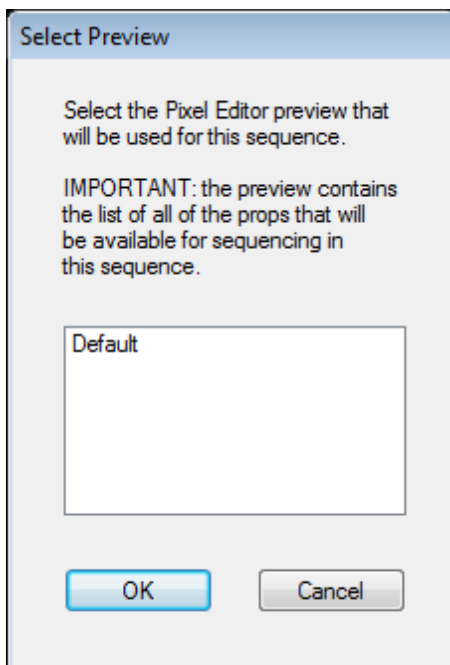 Select Preview
Select the Pixel Editor preview that
will be used for this sequence.
IMPORTANT: the preview contains
the list of all of the props that will
be available for sequencing in
this sequence.
Default
OK
Cancel